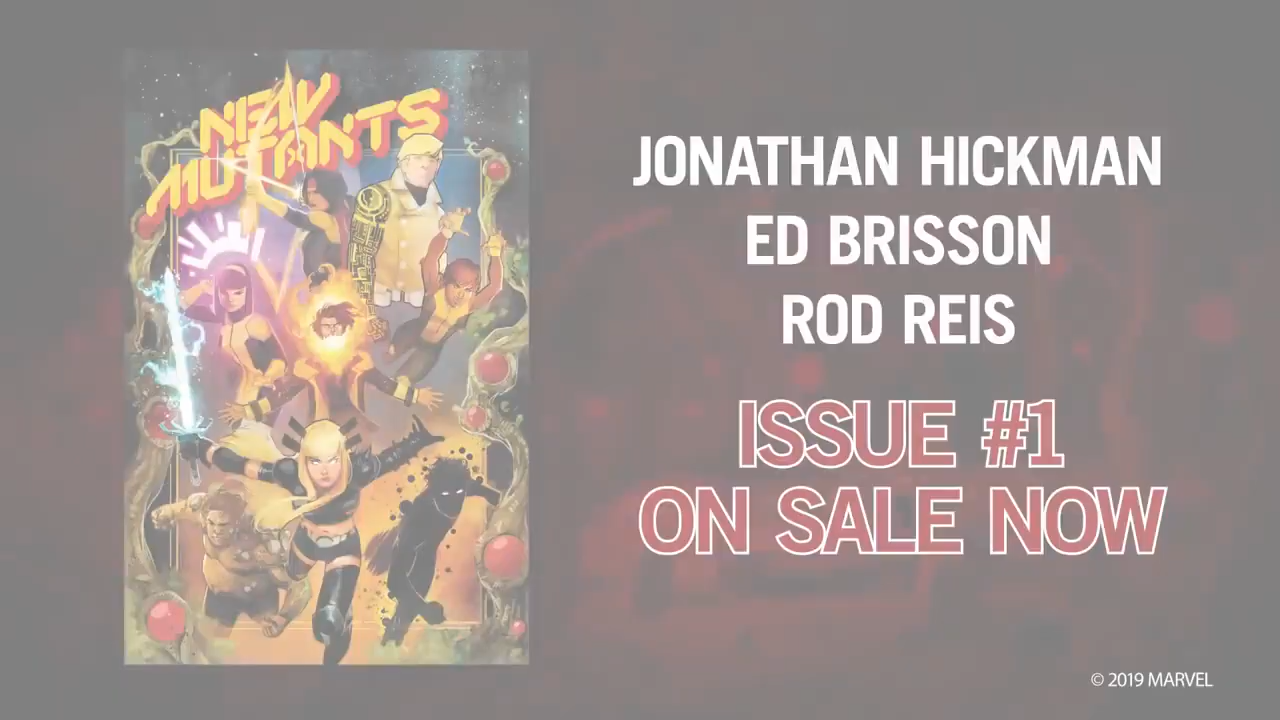 NEW
MUTANTS
JONATHAN HICKMAN
ED BRISSON
ROD REIS
ISSUE #1
ON SALE NOW
© 2019 MARVEL